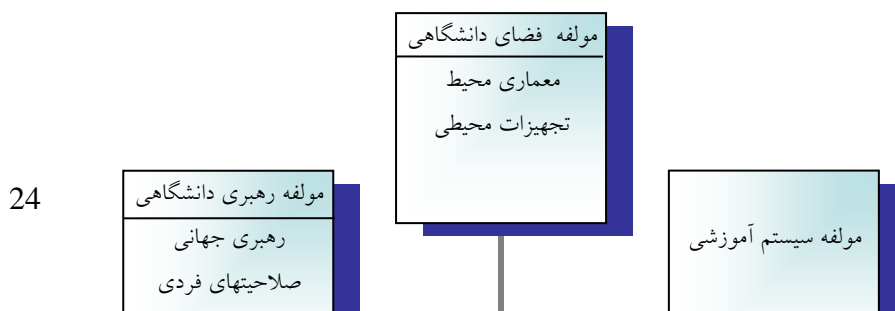 مولفه فضای دانشگاهی
معماری محیط
تجهیزات محیطی
24
مولفه رهبری دانشگاهی
رهبری جهانی
صلاحیتهای فردی
مولفه سیستم آموزشی